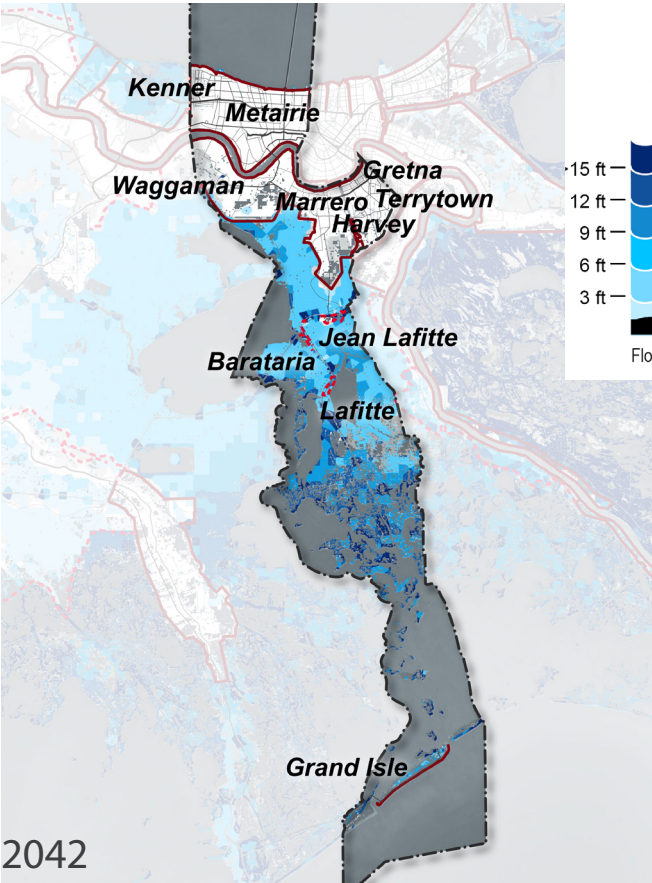 Kenner
Metairie
Waggaman
Gretna
Marrero
Terrytown
Harvey
15 ft
12 ft
9 ft
6 ft
3 ft
Flo
Jean Lafitte
Barataria
Lafitte
Grand Isle
2042